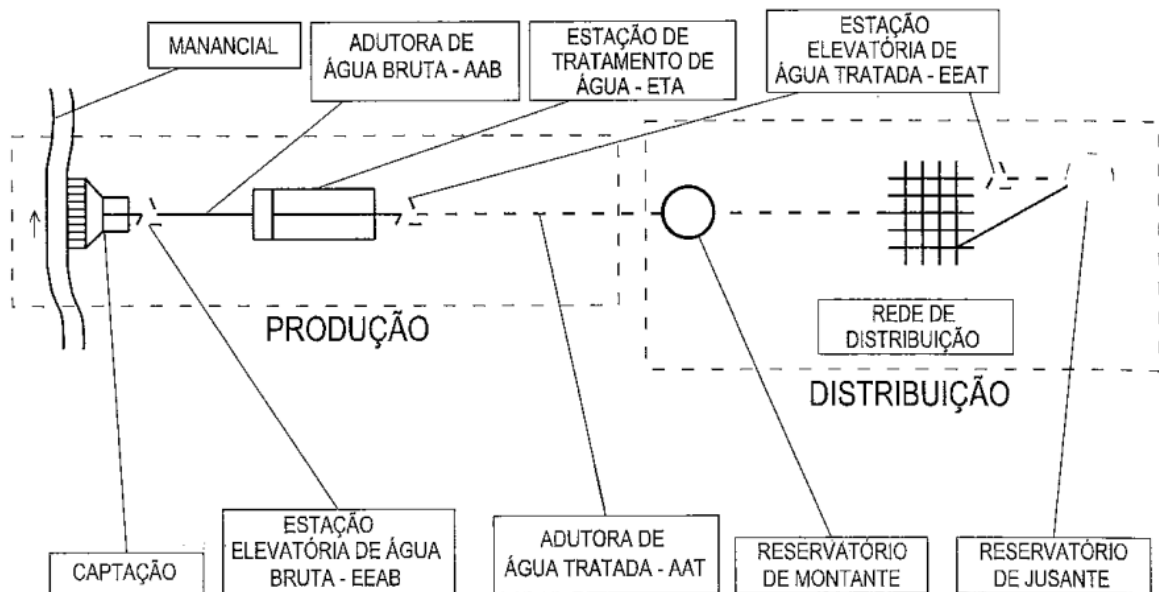 MANANCIAL
ADUTORA DE
ÁGUA BRUTA - AAB
ESTAÇÃO DE
TRATAMENTO DE
ÁGUA - ETA
ESTAÇÃO
ELEVATÓRIA DE
ÁGUA TRATADA - EEAT
PRODUÇÃO
REDE DE
DISTRIBUIÇÃO
DISTRIBUIÇÃO
CAPTAÇÃO
ESTAÇÃO
ELEVATÓRIA DE ÁGUA
BRUTA - EEAB
ADUTORA DE
ÁGUA TRATADA - AAT
RESERVATÓRIO
DE MONTANTE
RESERVATÓRIO
DE JUSANTE